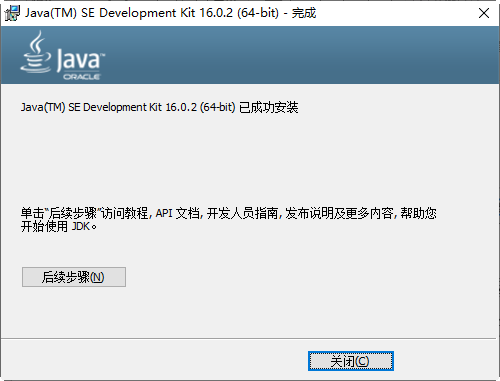 Java(TM) SE Development Kit 16.0.2 (64-bit) - 完成
Java
ORACLE
Java(TM) SE Development Kit 16.0.2 (64-bit) 已成功安装
单击“后续步骤”访问教程, API 文档, 开发人员指南, 发布说明及更多内容, 帮助您
开始使用 JDK。
后续步骤(N)
关闭(C)